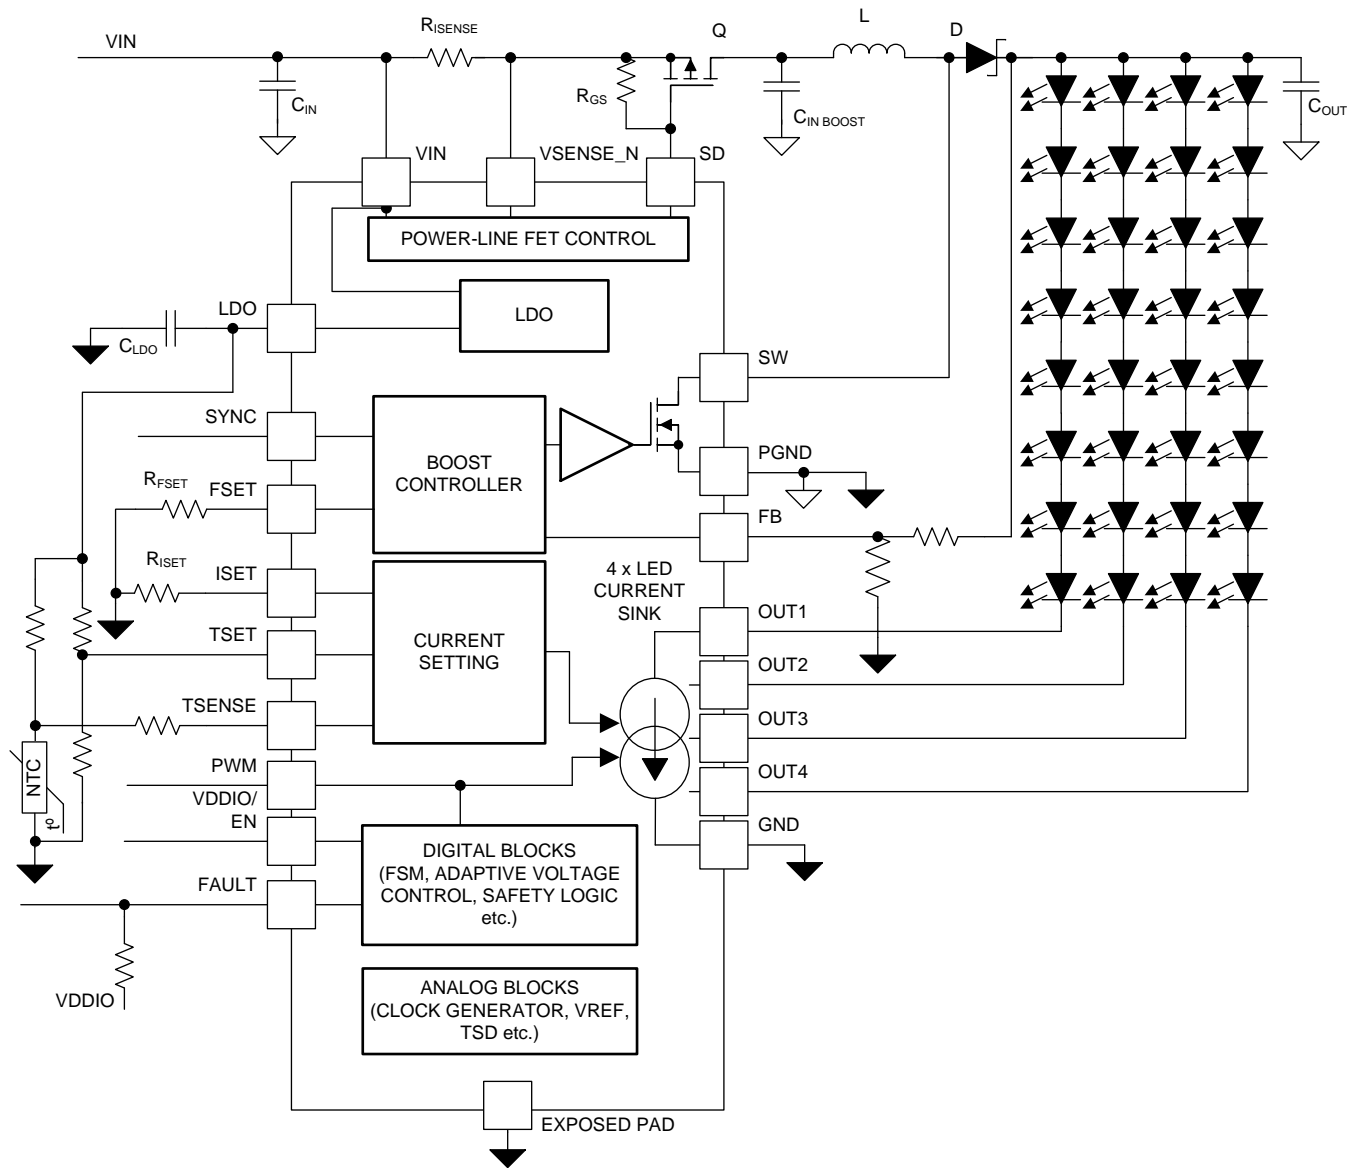 VIN
RISENSE
Q
L
D
CIN
RGS
CIN BOOST
COUT
VIN
VSENSE_N
SD
POWER-LINE FET CONTROL
LDO
LDO
CLDO
SW
SYNC
BOOST
CONTROLLER
PGND
RFSET
FSET
FB
RISET
ISET
4 x LED
CURRENT
SINK
OUT1
TSET
CURRENT
SETTING
OUT2
TSENSE
OUT3
NTC
t⁰
PWM
OUT4
VDDIO/
EN
GND
DIGITAL BLOCKS
(FSM, ADAPTIVE VOLTAGE
CONTROL, SAFETY LOGIC
etc.)
FAULT
VDDIO
ANALOG BLOCKS
(CLOCK GENERATOR, VREF,
TSD etc.)
EXPOSED PAD